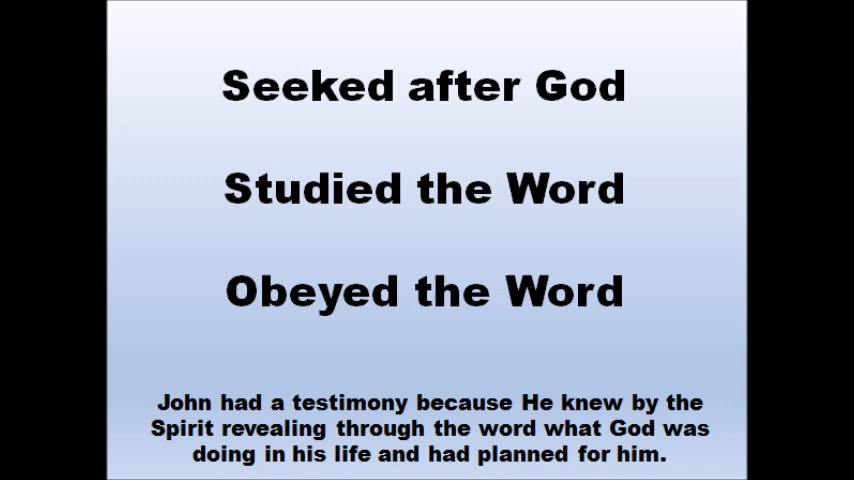 Seeked after God
Studied the Word
Obeyed the Word
John had a testimony because He knew by the
Spirit revealing through the word what God was
doing in his life and had planned for him.